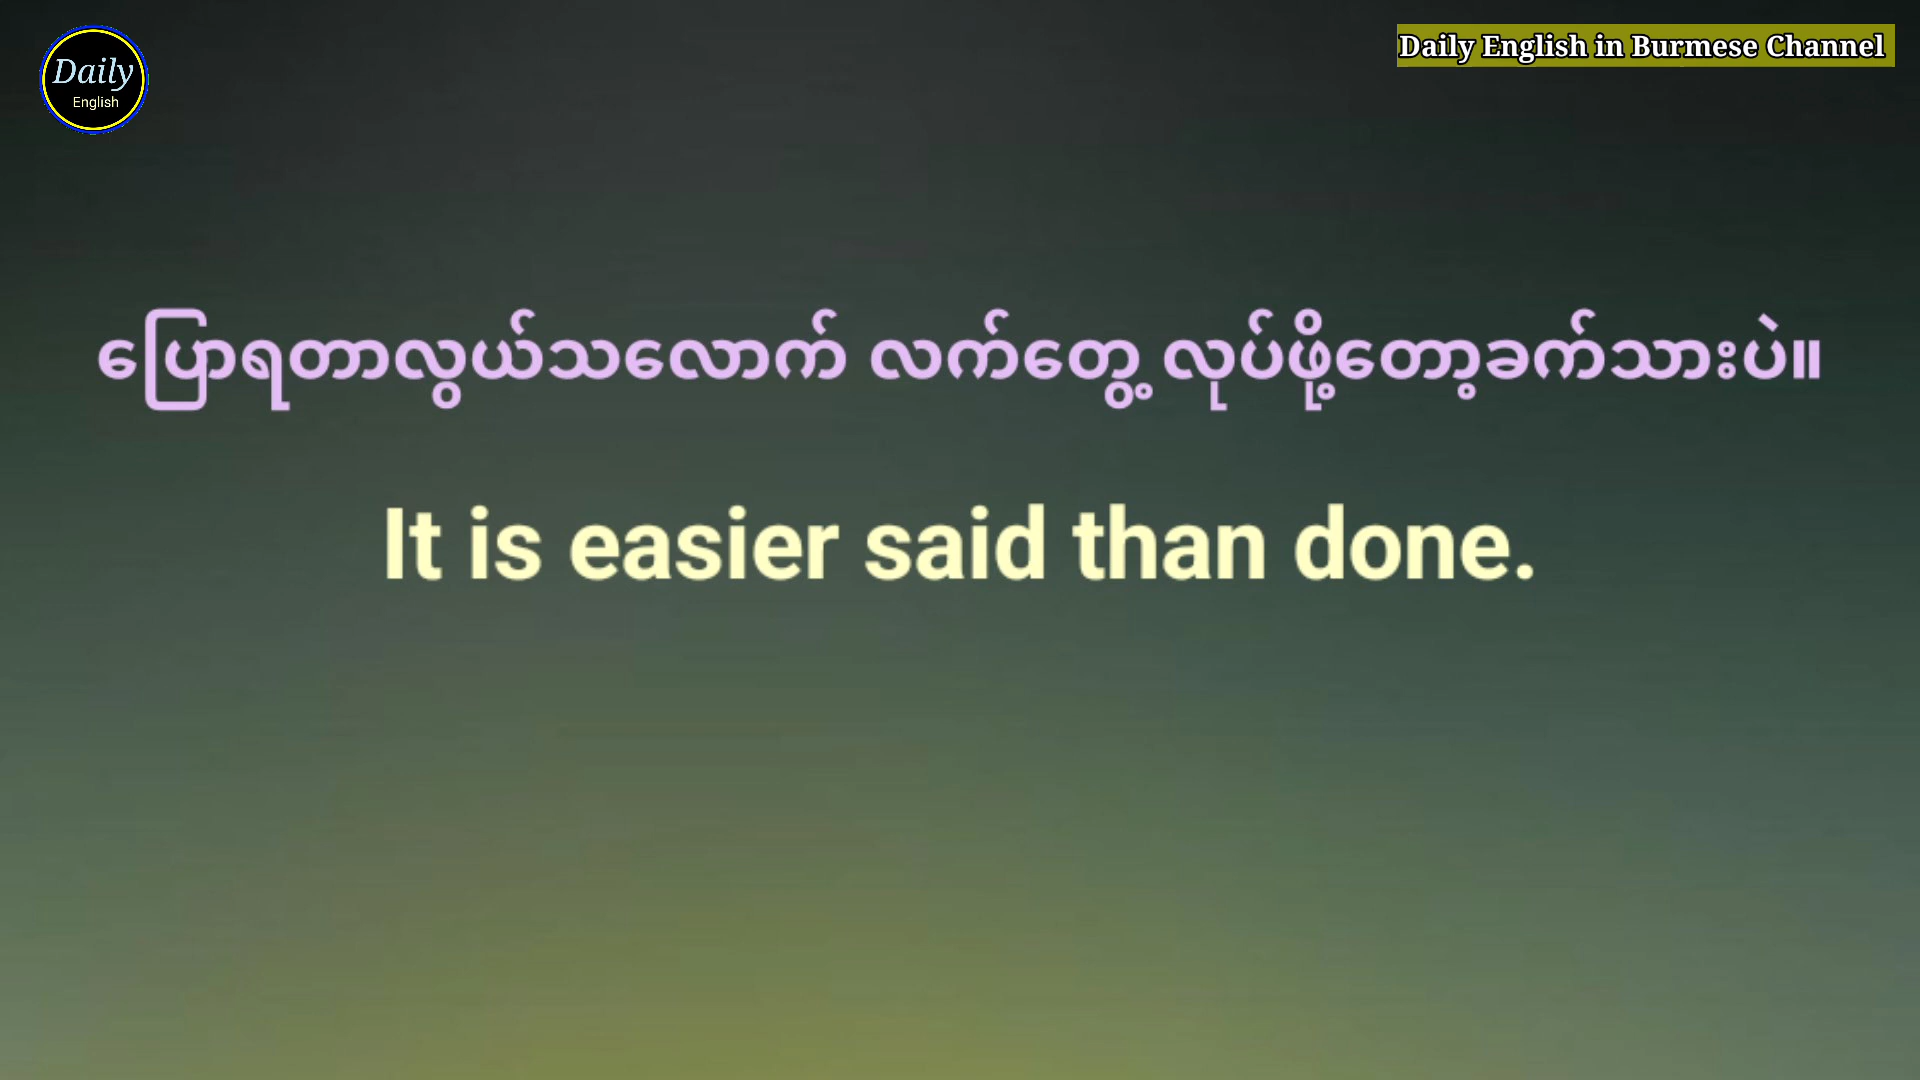 Daily
English
Daily English in Burmese Channel
ပြောရတာလွယ်သလောက် လက်တွေ့လုပ်ဖို့တော့ခက်သားပဲ။
It is easier said than done.